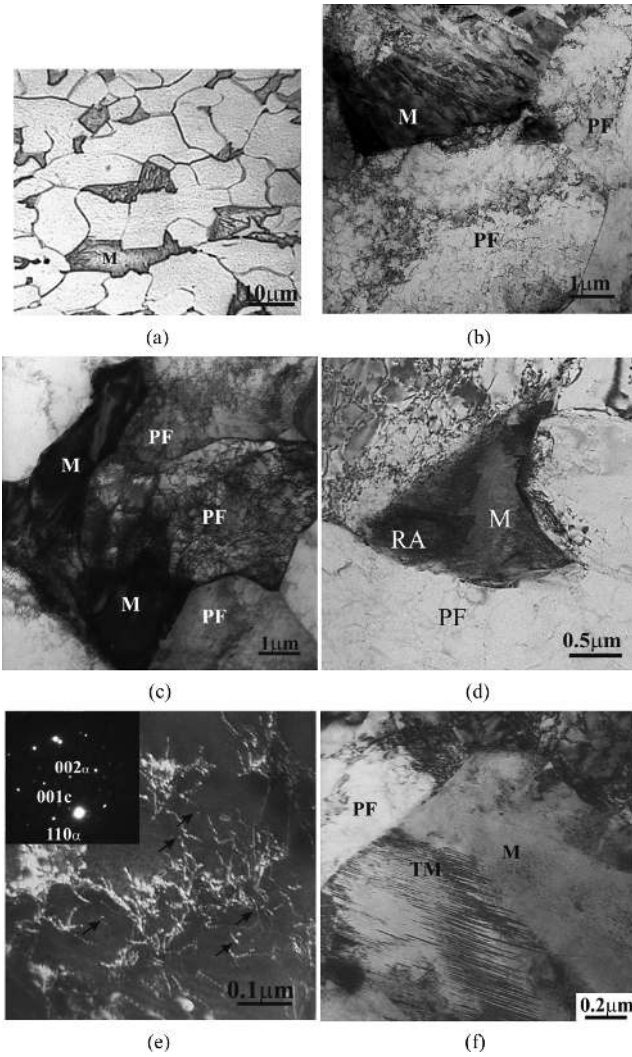 M
10μm
(a)
M
PF
PF
1μm
(b)
M
PF
PF
M
PF
1μm
(c)
RA
M
PF
0.5μm
(d)
002α
001c
110α
0.1μm
(e)
PF
TM
M
0.2μm
(f)